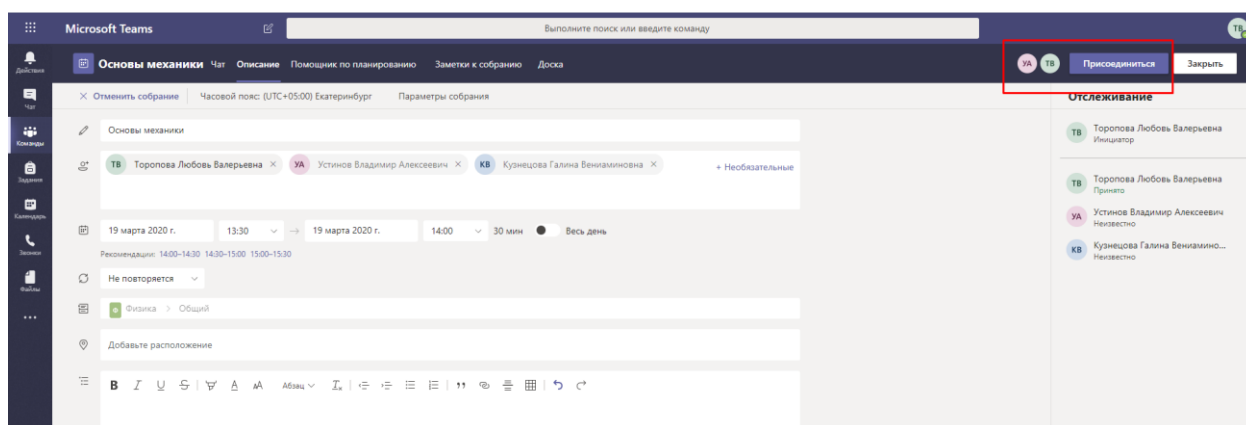 Microsoft Teams
Выполните поиск или введите команду
ТВ
Действия
Чат
Команды
Задания
Календарь
Звонки
Файлы
Основы механики Чат Описание Помощник по планированию Заметки к собранию Доска
УА ТВ Присоединиться Закрыть
× Отменить собрание Часовой пояс: (UTC+05:00) Екатеринбург Параметры собрания
Основы механики
ТВ Торопова Любовь Валерьевна × УА Устинов Владимир Алексеевич × КВ Кузнецова Галина Вениаминовна ×
+ Необязательные
19 марта 2020 г. 13:30 → 19 марта 2020 г. 14:00 30 мин Весь день
Рекомендации: 14:00–14:30 14:30–15:00 15:00–15:30
Не повторяется
Физика > Общий
Добавьте расположение
B I U S A AA Абзац
Отслеживание
ТВ Торопова Любовь Валерьевна
Инициатор
ТВ Торопова Любовь Валерьевна
Принято
УА Устинов Владимир Алексеевич
Неизвестно
КВ Кузнецова Галина Вениамино...
Неизвестно